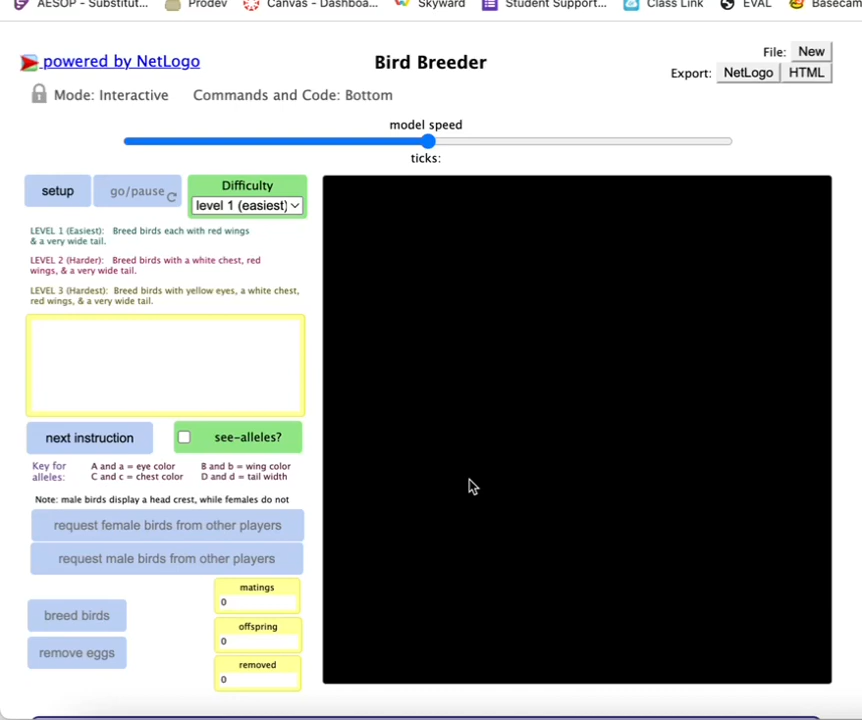 AESOP - Substitut...
Prodev
Canvas - Dashboa...
Skyward
Student Support...
Class Link
EVAL
Basecam
powered by NetLogo
Bird Breeder
File: New
Export: NetLogo HTML
Mode: Interactive
Commands and Code: Bottom
model speed
ticks:
setup
go/pause
Difficulty
level 1 (easiest)
LEVEL 1 (Easiest): Breed birds each with red wings
& a very wide tail.
LEVEL 2 (Harder): Breed birds with a white chest, red
wings, & a very wide tail.
LEVEL 3 (Hardest): Breed birds with yellow eyes, a white chest,
red wings, & a very wide tail.
next instruction
see-alleles?
Key for
alleles:
A and a = eye color
C and c = chest color
B and b = wing color
D and d = tail width
Note: male birds display a head crest, while females do not
request female birds from other players
request male birds from other players
breed birds
remove eggs
matings
0
offspring
0
removed
0